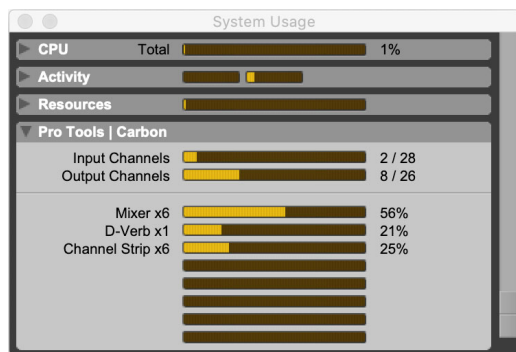 System Usage
CPU Total 1%
Activity
Resources
Pro Tools | Carbon
Input Channels 2 / 28
Output Channels 8 / 26
Mixer x6 56%
D-Verb x1 21%
Channel Strip x6 25%